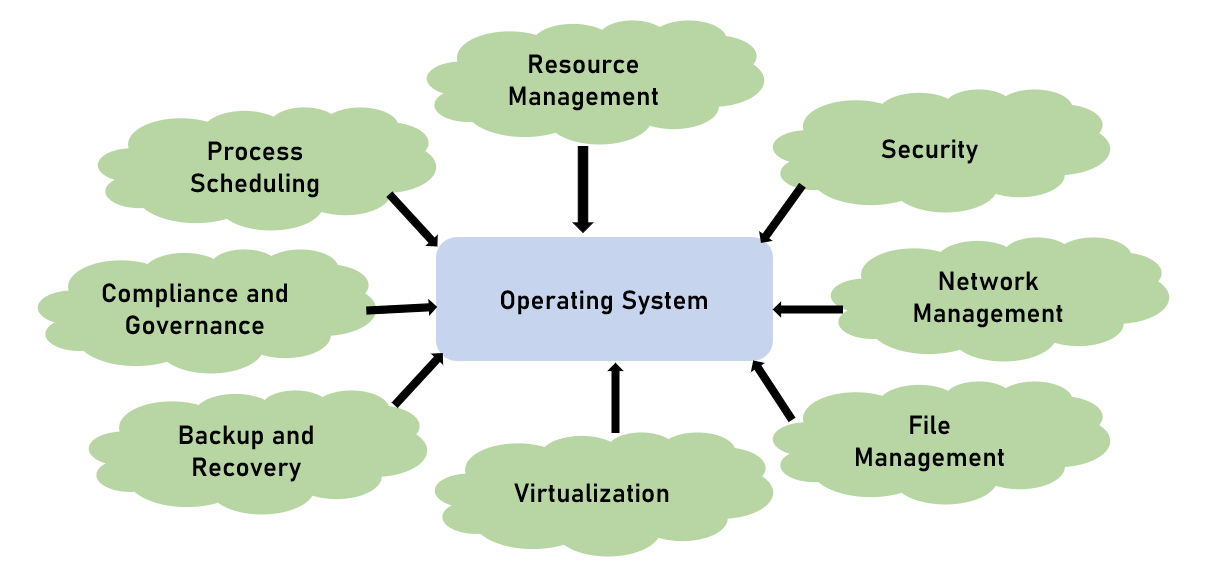 Resource
Management
Process
Scheduling
Security
Compliance and
Governance
Operating System
Network
Management
Backup and
Recovery
File
Management
Virtualization